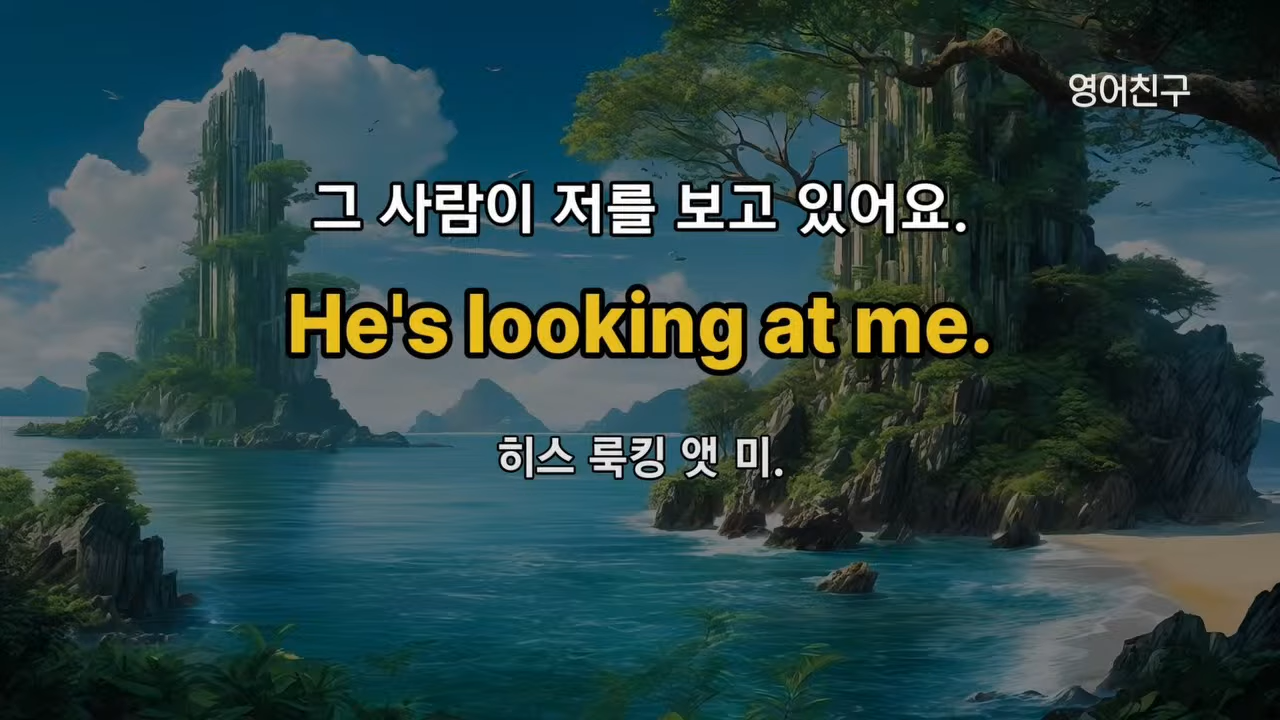 영어친구
그 사람이 저를 보고 있어요.
He's looking at me.
히스 룩킹 앳 미.